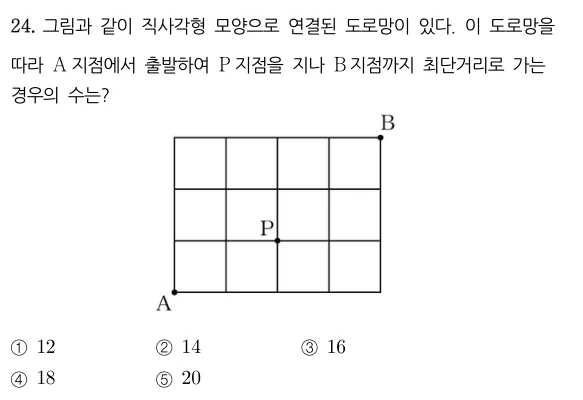 24. 그림과 같이 직사각형 모양으로 연결된 도로망이 있다. 이 도로망을
따라 A 지점에서 출발하여 P 지점을 지나 B 지점까지 최단거리로 가는
경우의 수는?
B
P
A
① 12 ② 14 ③ 16
④ 18 ⑤ 20